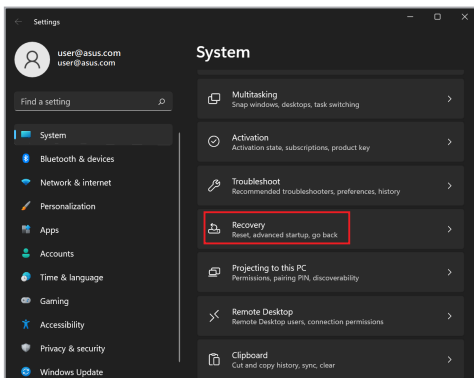 Settings
user@asus.com
user@asus.com
Find a setting
System
Bluetooth & devices
Network & internet
Personalization
Apps
Accounts
Time & language
Gaming
Accessibility
Privacy & security
Windows Update
System
Multitasking
Snap windows, desktops, task switching
Activation
Activation state, subscriptions, product key
Troubleshoot
Recommended troubleshooters, preferences, history
Recovery
Reset, advanced startup, go back
Projecting to this PC
Permissions, pairing PIN, discoverability
Remote Desktop
Remote Desktop users, connection permissions
Clipboard
Cut and copy history, sync, clear